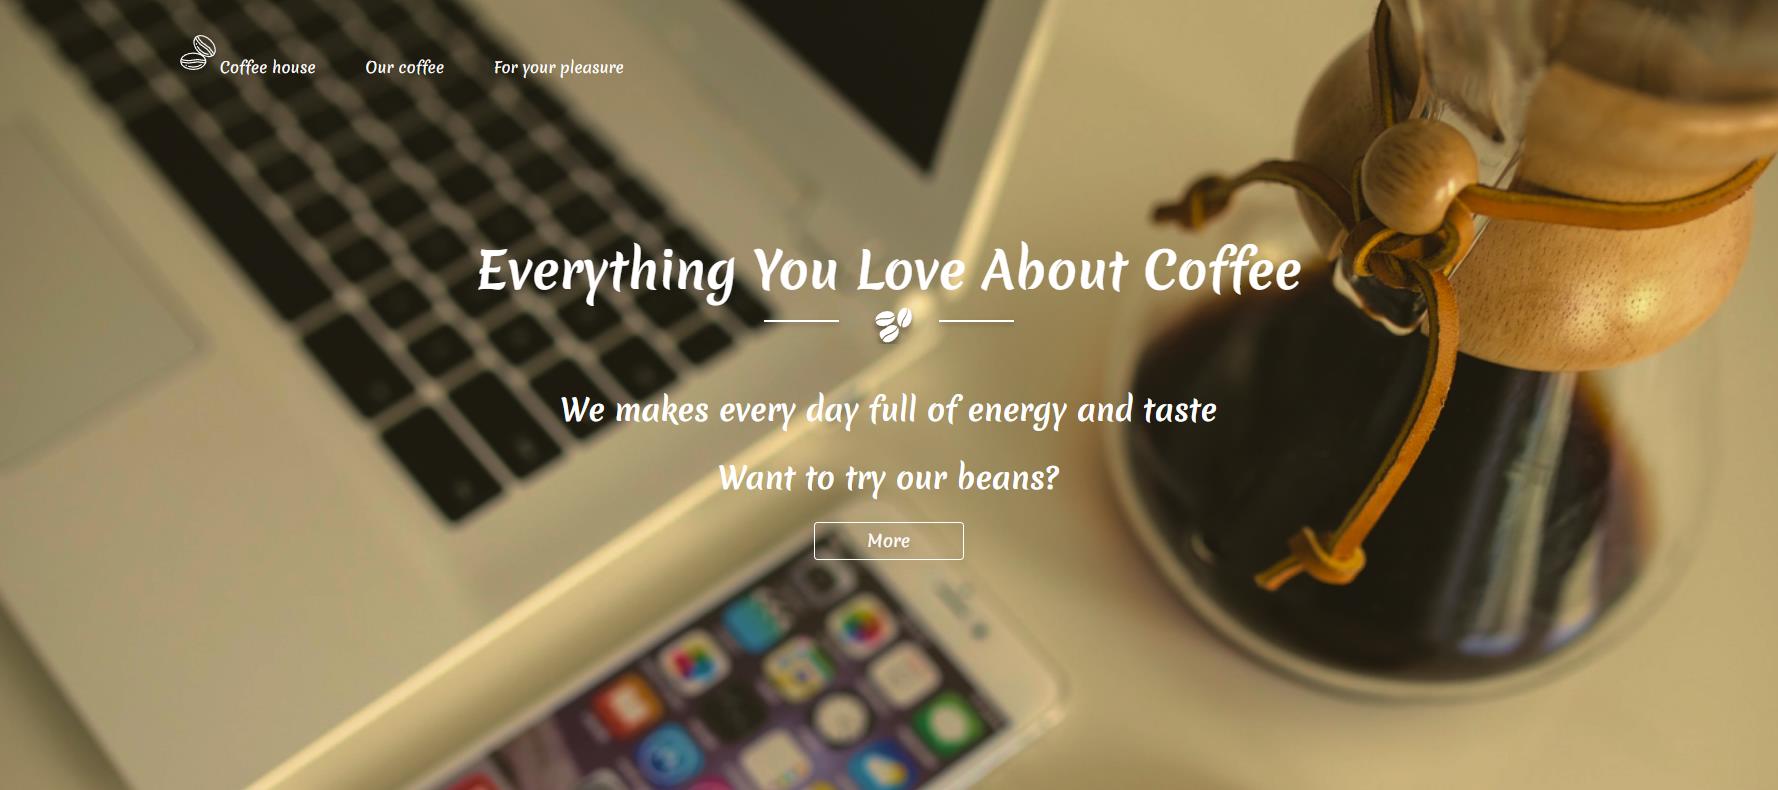 Coffee house
Our coffee
For your pleasure
Everything You Love About Coffee
We makes every day full of energy and taste
Want to try our beans?
More